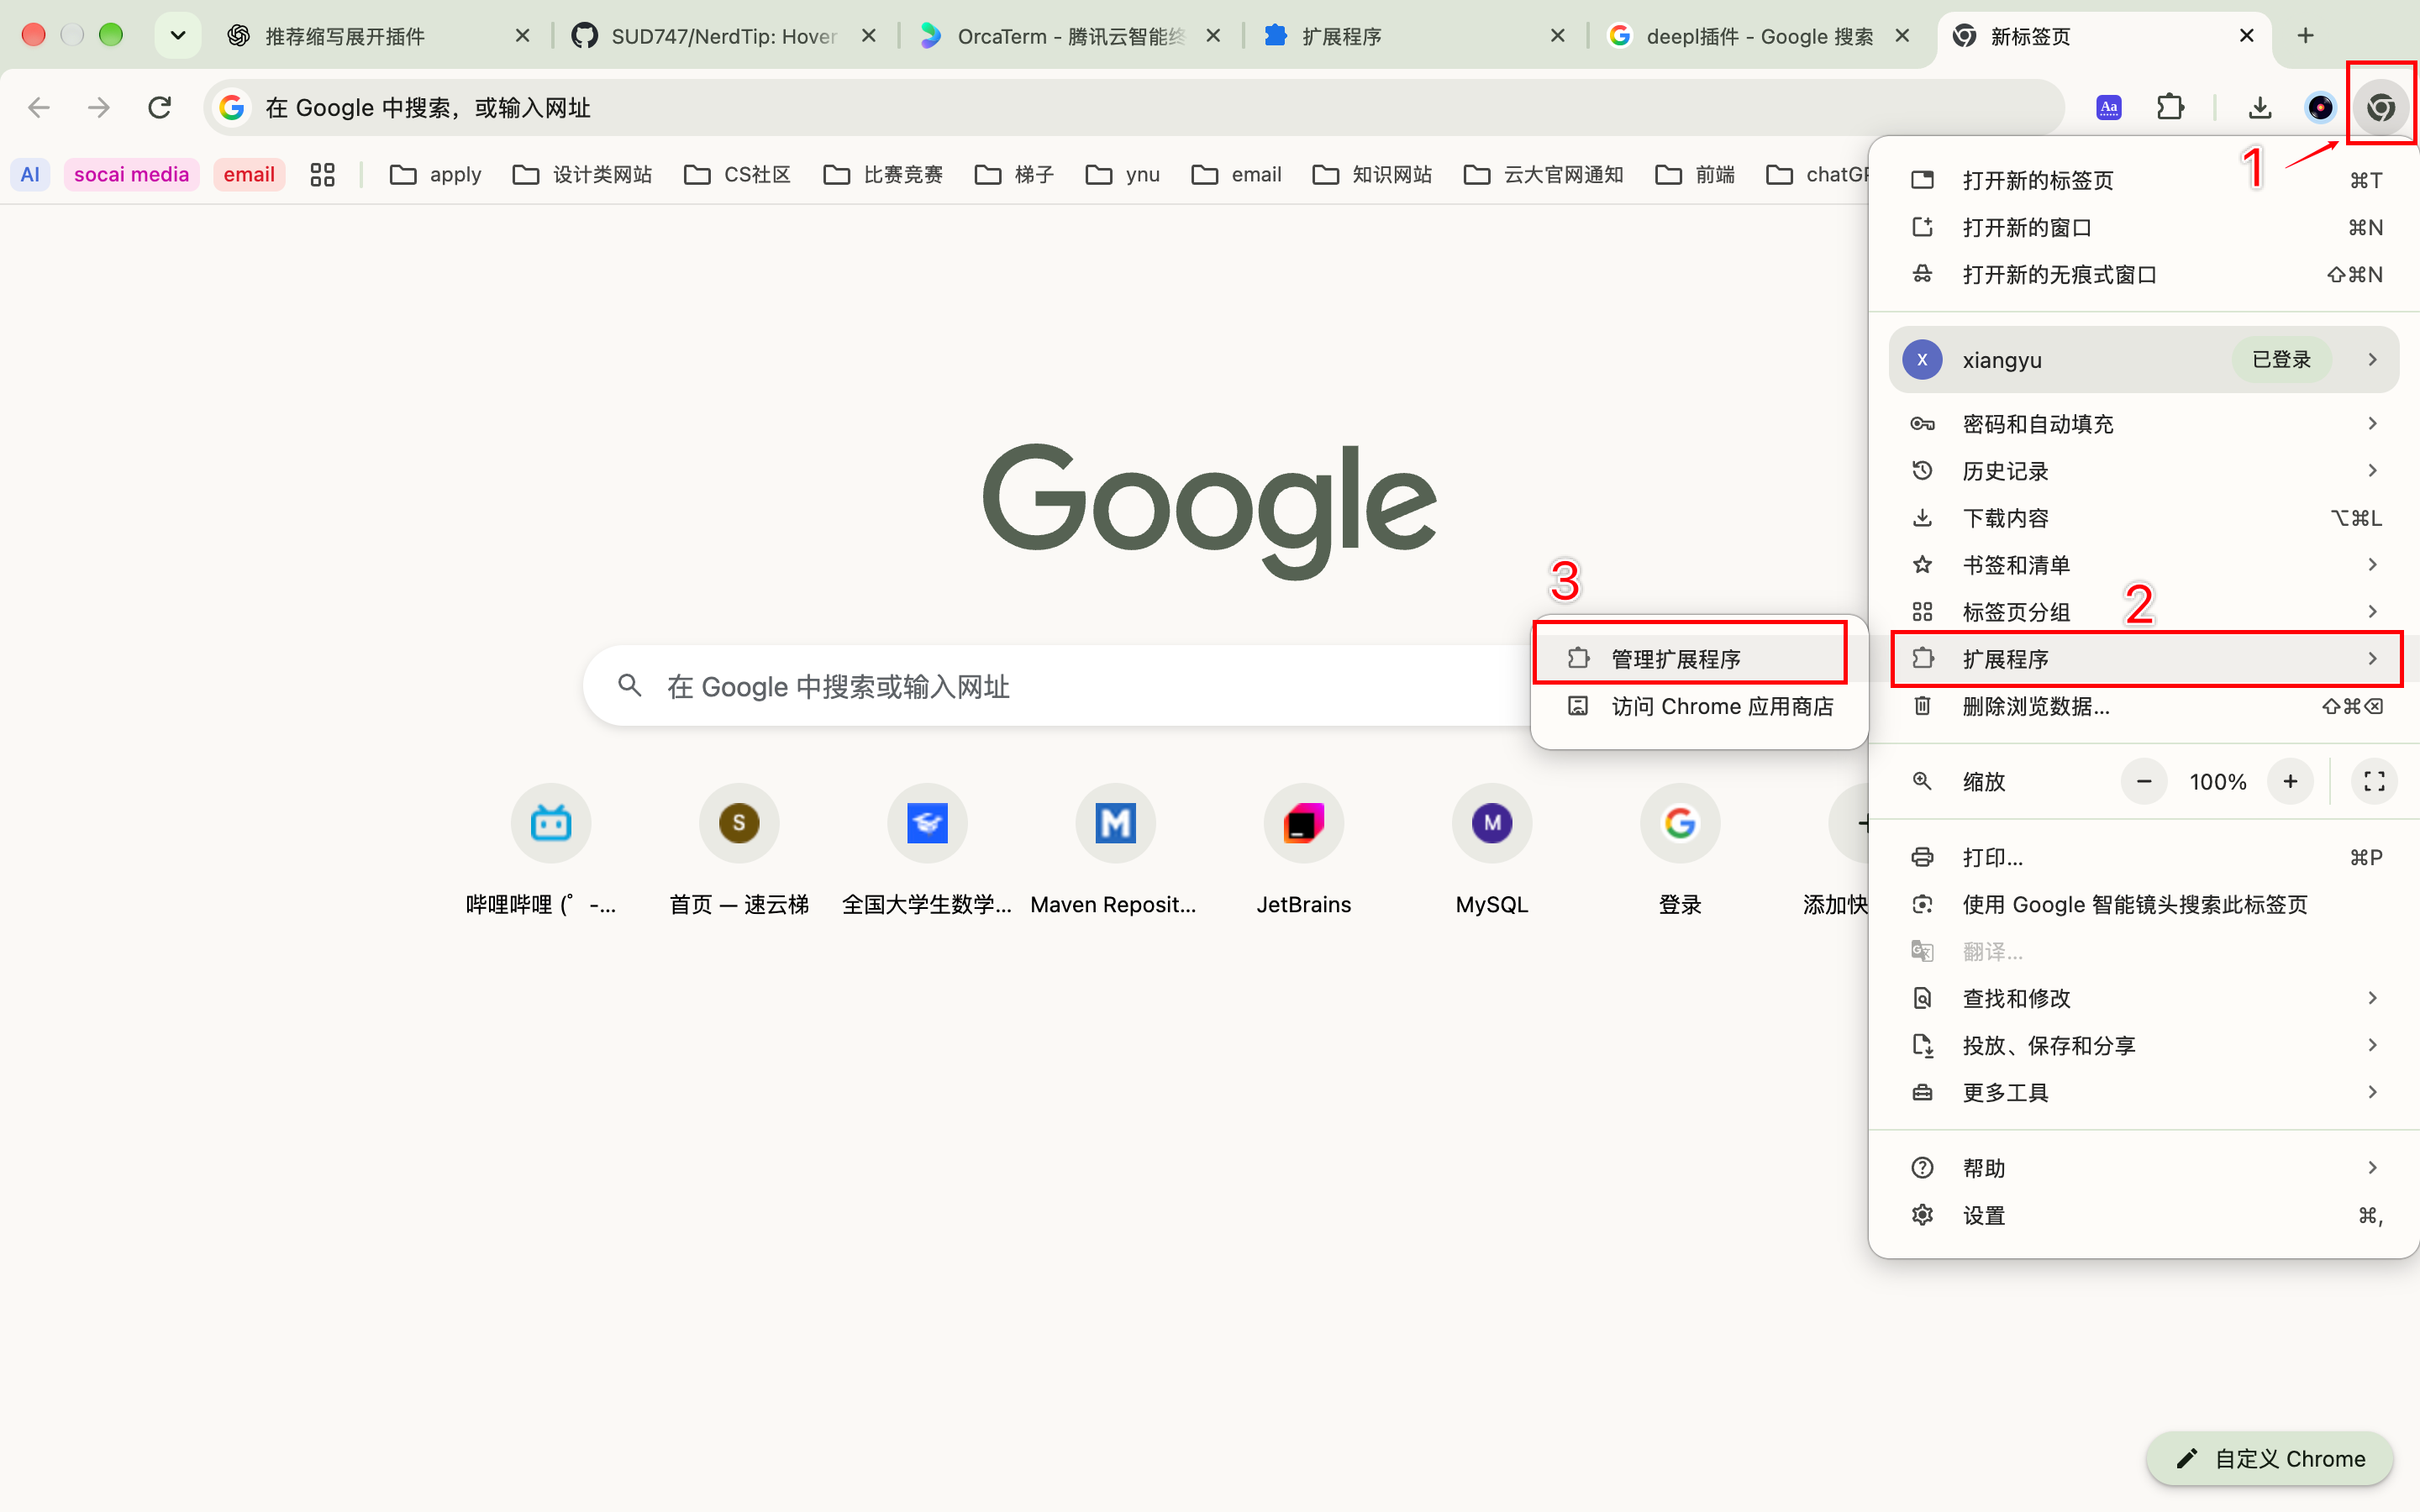 推荐缩写展开插件
SUD747/NerdTip: Hover
OrcaTerm - 腾讯云智能终
扩展程序
deepl插件 - Google 搜索
新标签页
在 Google 中搜索，或输入网址
Aa
1
AI
socai media
email
apply
设计类网站
CS社区
比赛竞赛
梯子
ynu
email
知识网站
云大官网通知
前端
chatGP
打开新的标签页 ⌘T
打开新的窗口 ⌘N
打开新的无痕式窗口 ⇧⌘N
X xiangyu 已登录
密码和自动填充
历史记录
下载内容 ⌥⌘L
书签和清单
标签页分组
2
扩展程序
删除浏览数据... ⇧⌘⌫
缩放 − 100% +
打印... ⌘P
使用 Google 智能镜头搜索此标签页
翻译...
查找和修改
投放、保存和分享
更多工具
帮助
设置 ⌘,
3
管理扩展程序
访问 Chrome 应用商店
Google
在 Google 中搜索或输入网址
S
M
M
哔哩哔哩 (゜-...
首页 — 速云梯
全国大学生数学...
Maven Reposit...
JetBrains
MySQL
登录
添加快
自定义 Chrome